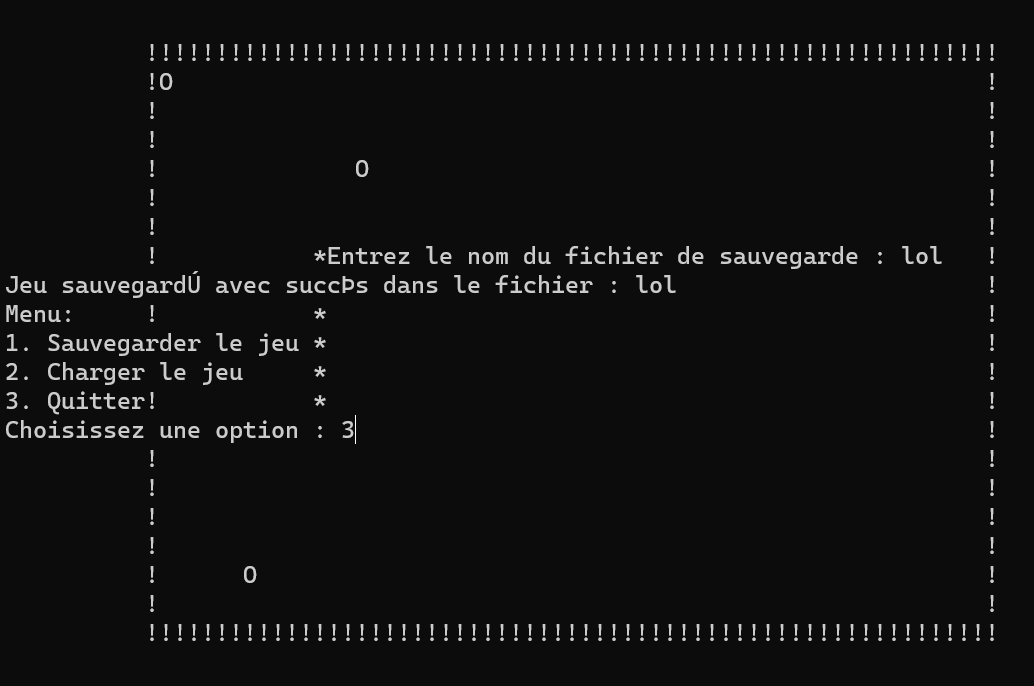 !!!!!!!!!!!!!!!!!!!!!!!!!!!!!!!!!!!!!!!!!!!!!!!!!!!!!!!!!!!!!
!O !
! !
! !
! O !
! !
! !
! *Entrez le nom du fichier de sauvegarde : lol !
Jeu sauvegardÚ avec succÞs dans le fichier : lol !
Menu: ! * !
1. Sauvegarder le jeu * !
2. Charger le jeu * !
3. Quitter! * !
Choisissez une option : 3 !
! !
! !
! !
! !
! O !
! !
!!!!!!!!!!!!!!!!!!!!!!!!!!!!!!!!!!!!!!!!!!!!!!!!!!!!!!!!!!!!!